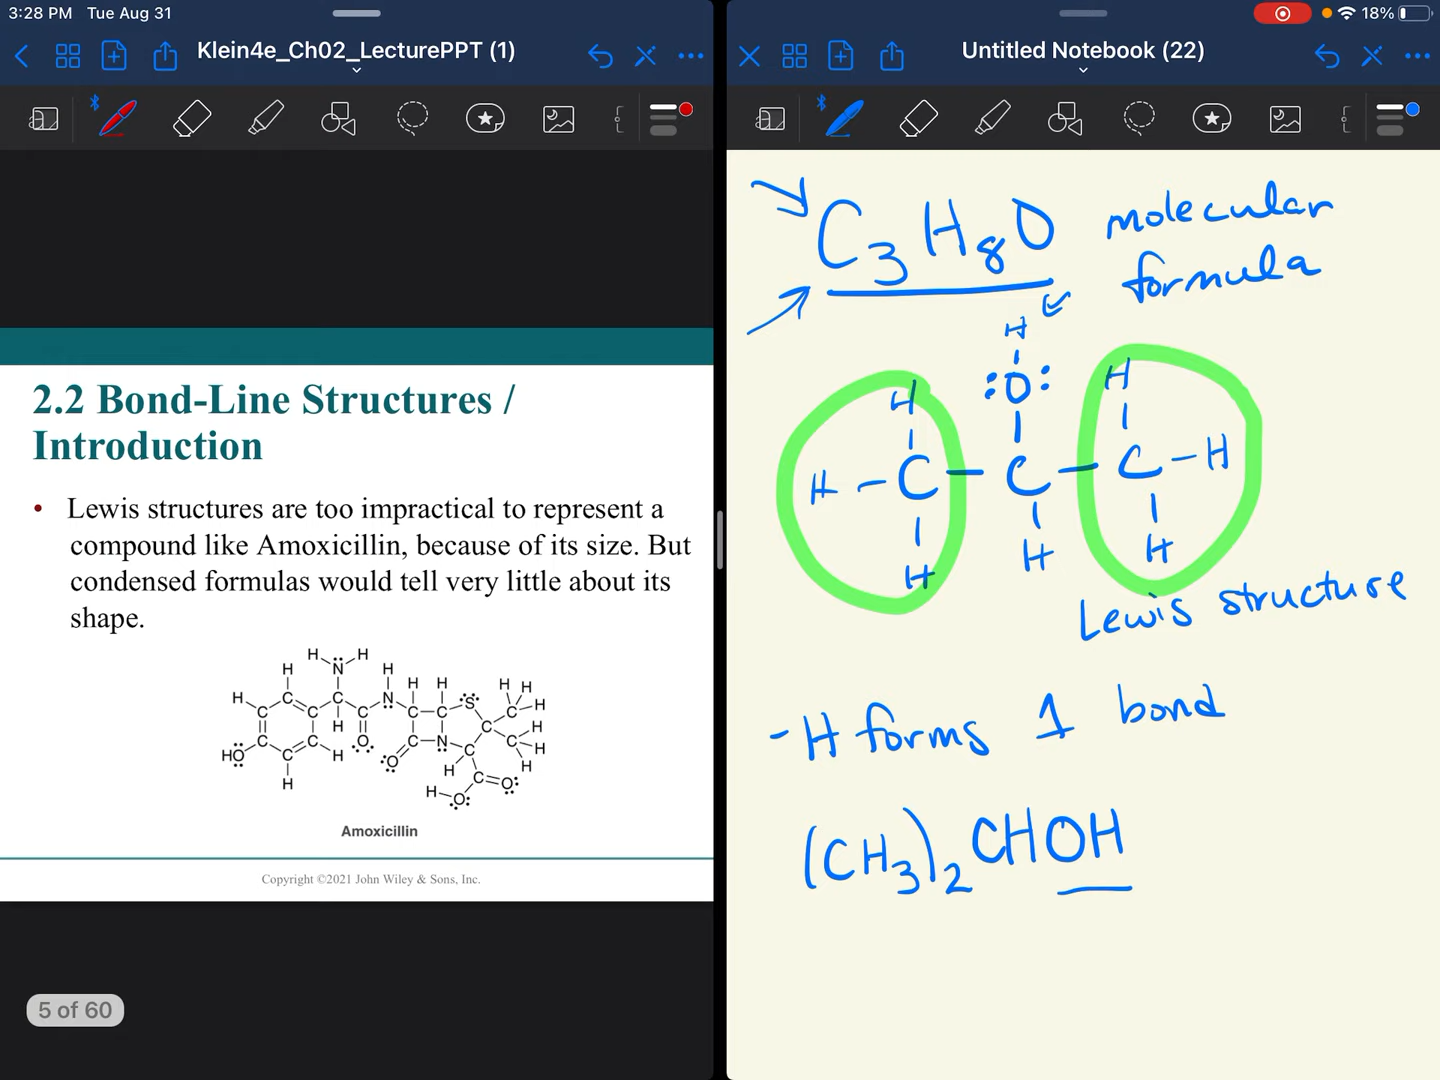 3:28 PM Tue Aug 31
18%
Klein4e_Ch02_LecturePPT (1)
Untitled Notebook (22)
2.2 Bond-Line Structures /
Introduction
• Lewis structures are too impractical to represent a
compound like Amoxicillin, because of its size. But
condensed formulas would tell very little about its
shape.
H N H
H H
H C C N H H S H H
C C C C C C C H
H O H
C C C N C C H
HO C H O O H C H H
H H O C O
Amoxicillin
Copyright ©2021 John Wiley & Sons, Inc.
5 of 60
C3H8O molecular
formula
H
H :O: H
H - C - C - C - H
H H H
Lewis structure
- H forms 1 bond
(CH3)2CHOH